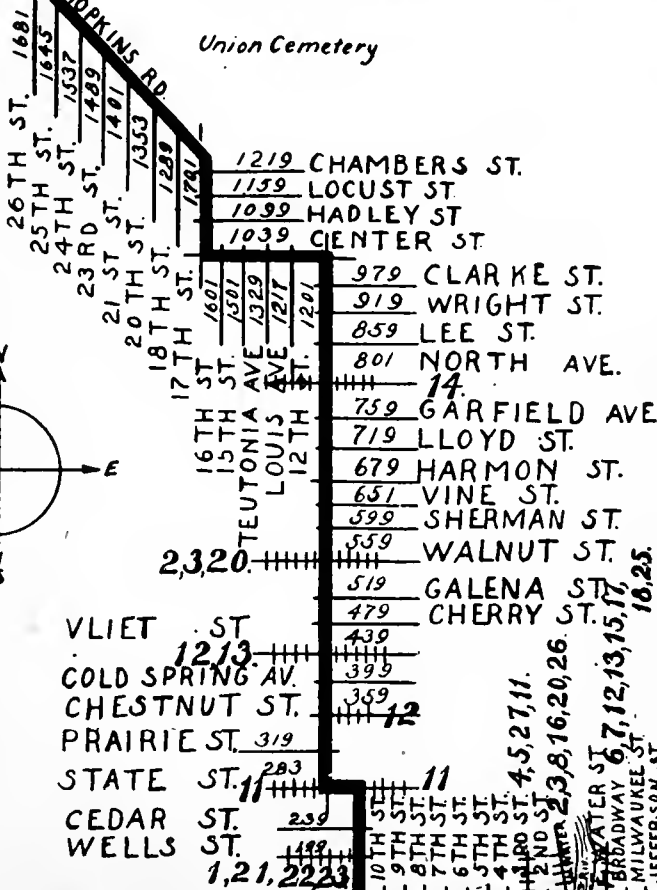 Union Cemetery
HOPKINS RD.
1681
1645
1537
1489
1401
1353
1289
1701
26TH ST.
25TH ST.
24TH ST.
23RD ST.
21ST ST.
20TH ST.
18TH ST.
17TH ST.
1219 CHAMBERS ST.
1159 LOCUST ST.
1099 HADLEY ST
1039 CENTER ST.
1601
1501
1329
1217
1201
16TH ST
15TH ST.
TEUTONIA AVE
LOUIS AVE
12TH ST.
979 CLARKE ST.
919 WRIGHT ST.
859 LEE ST.
801 NORTH AVE.
14.
759 GARFIELD AVE
719 LLOYD ST.
679 HARMON ST.
651 VINE ST.
599 SHERMAN ST.
559 WALNUT ST.
2,3,20.
519 GALENA ST.
479 CHERRY ST.
E
VLIET ST 439
12,13.
COLD SPRING AV. 399
CHESTNUT ST. 359
12
PRAIRIE ST. 319
STATE ST. 283
11 11
CEDAR ST. 239
WELLS ST. 199
1,21,22,23
10TH ST.
9TH ST.
8TH ST.
7TH ST.
6TH ST.
5TH ST.
4TH ST.
3RD ST. 4,5,27,11.
2ND ST.
2,3,8,16,20,26.
WATER ST.
BROADWAY 6,7,12,13,15,17,
18,25.
MILWAUKEE ST.
JEFFERSON ST.